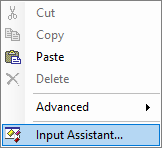 Cut
Copy
Paste
Delete
Advanced
Input Assistant...